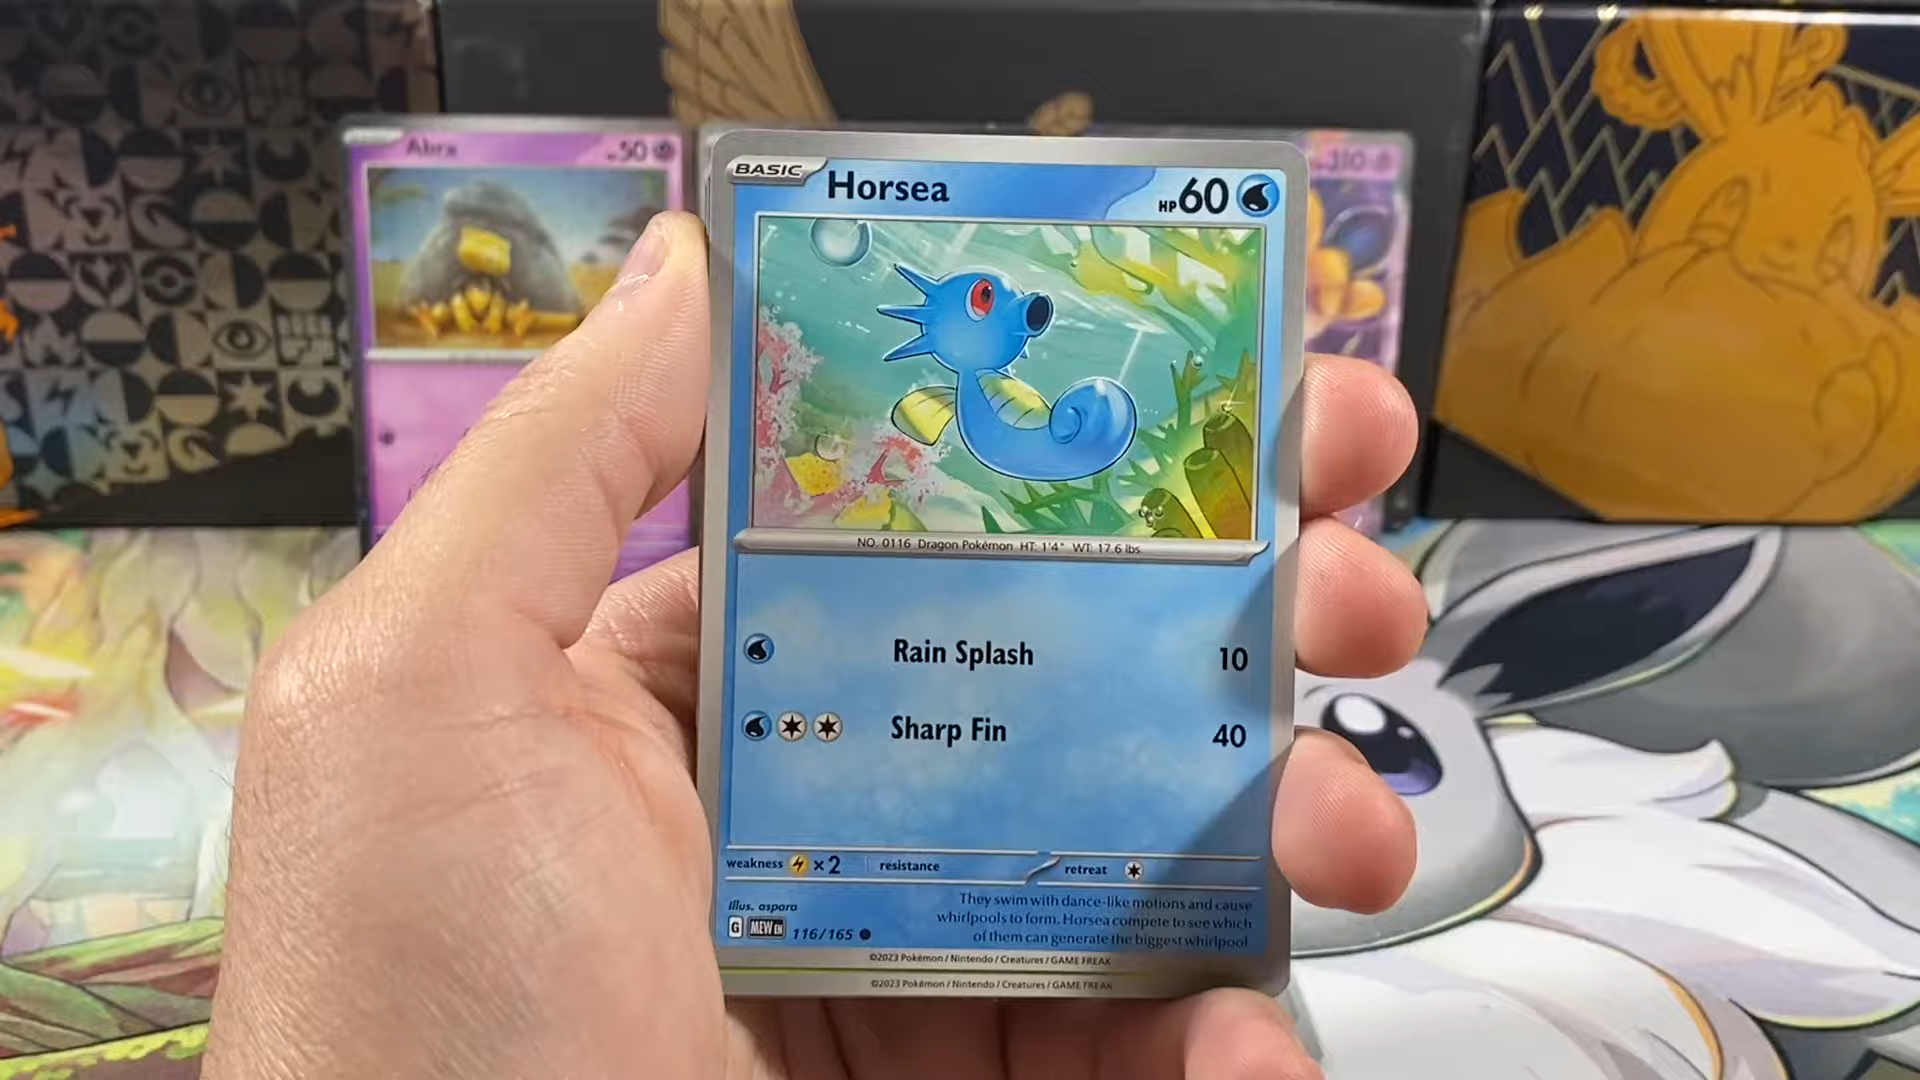 Abra
50
310
BASIC
Horsea
HP 60
NO. 0116 Dragon Pokémon HT: 1'4" WT: 17.6 lbs
Rain Splash 10
Sharp Fin 40
weakness ×2 resistance retreat
Illus. aspara
They swim with dance-like motions and cause
whirlpools to form. Horsea compete to see which
of them can generate the biggest whirlpool
G MEW EN 116/165
©2023 Pokémon / Nintendo / Creatures / GAME FREAK
©2023 Pokémon / Nintendo / Creatures / GAME FREAK